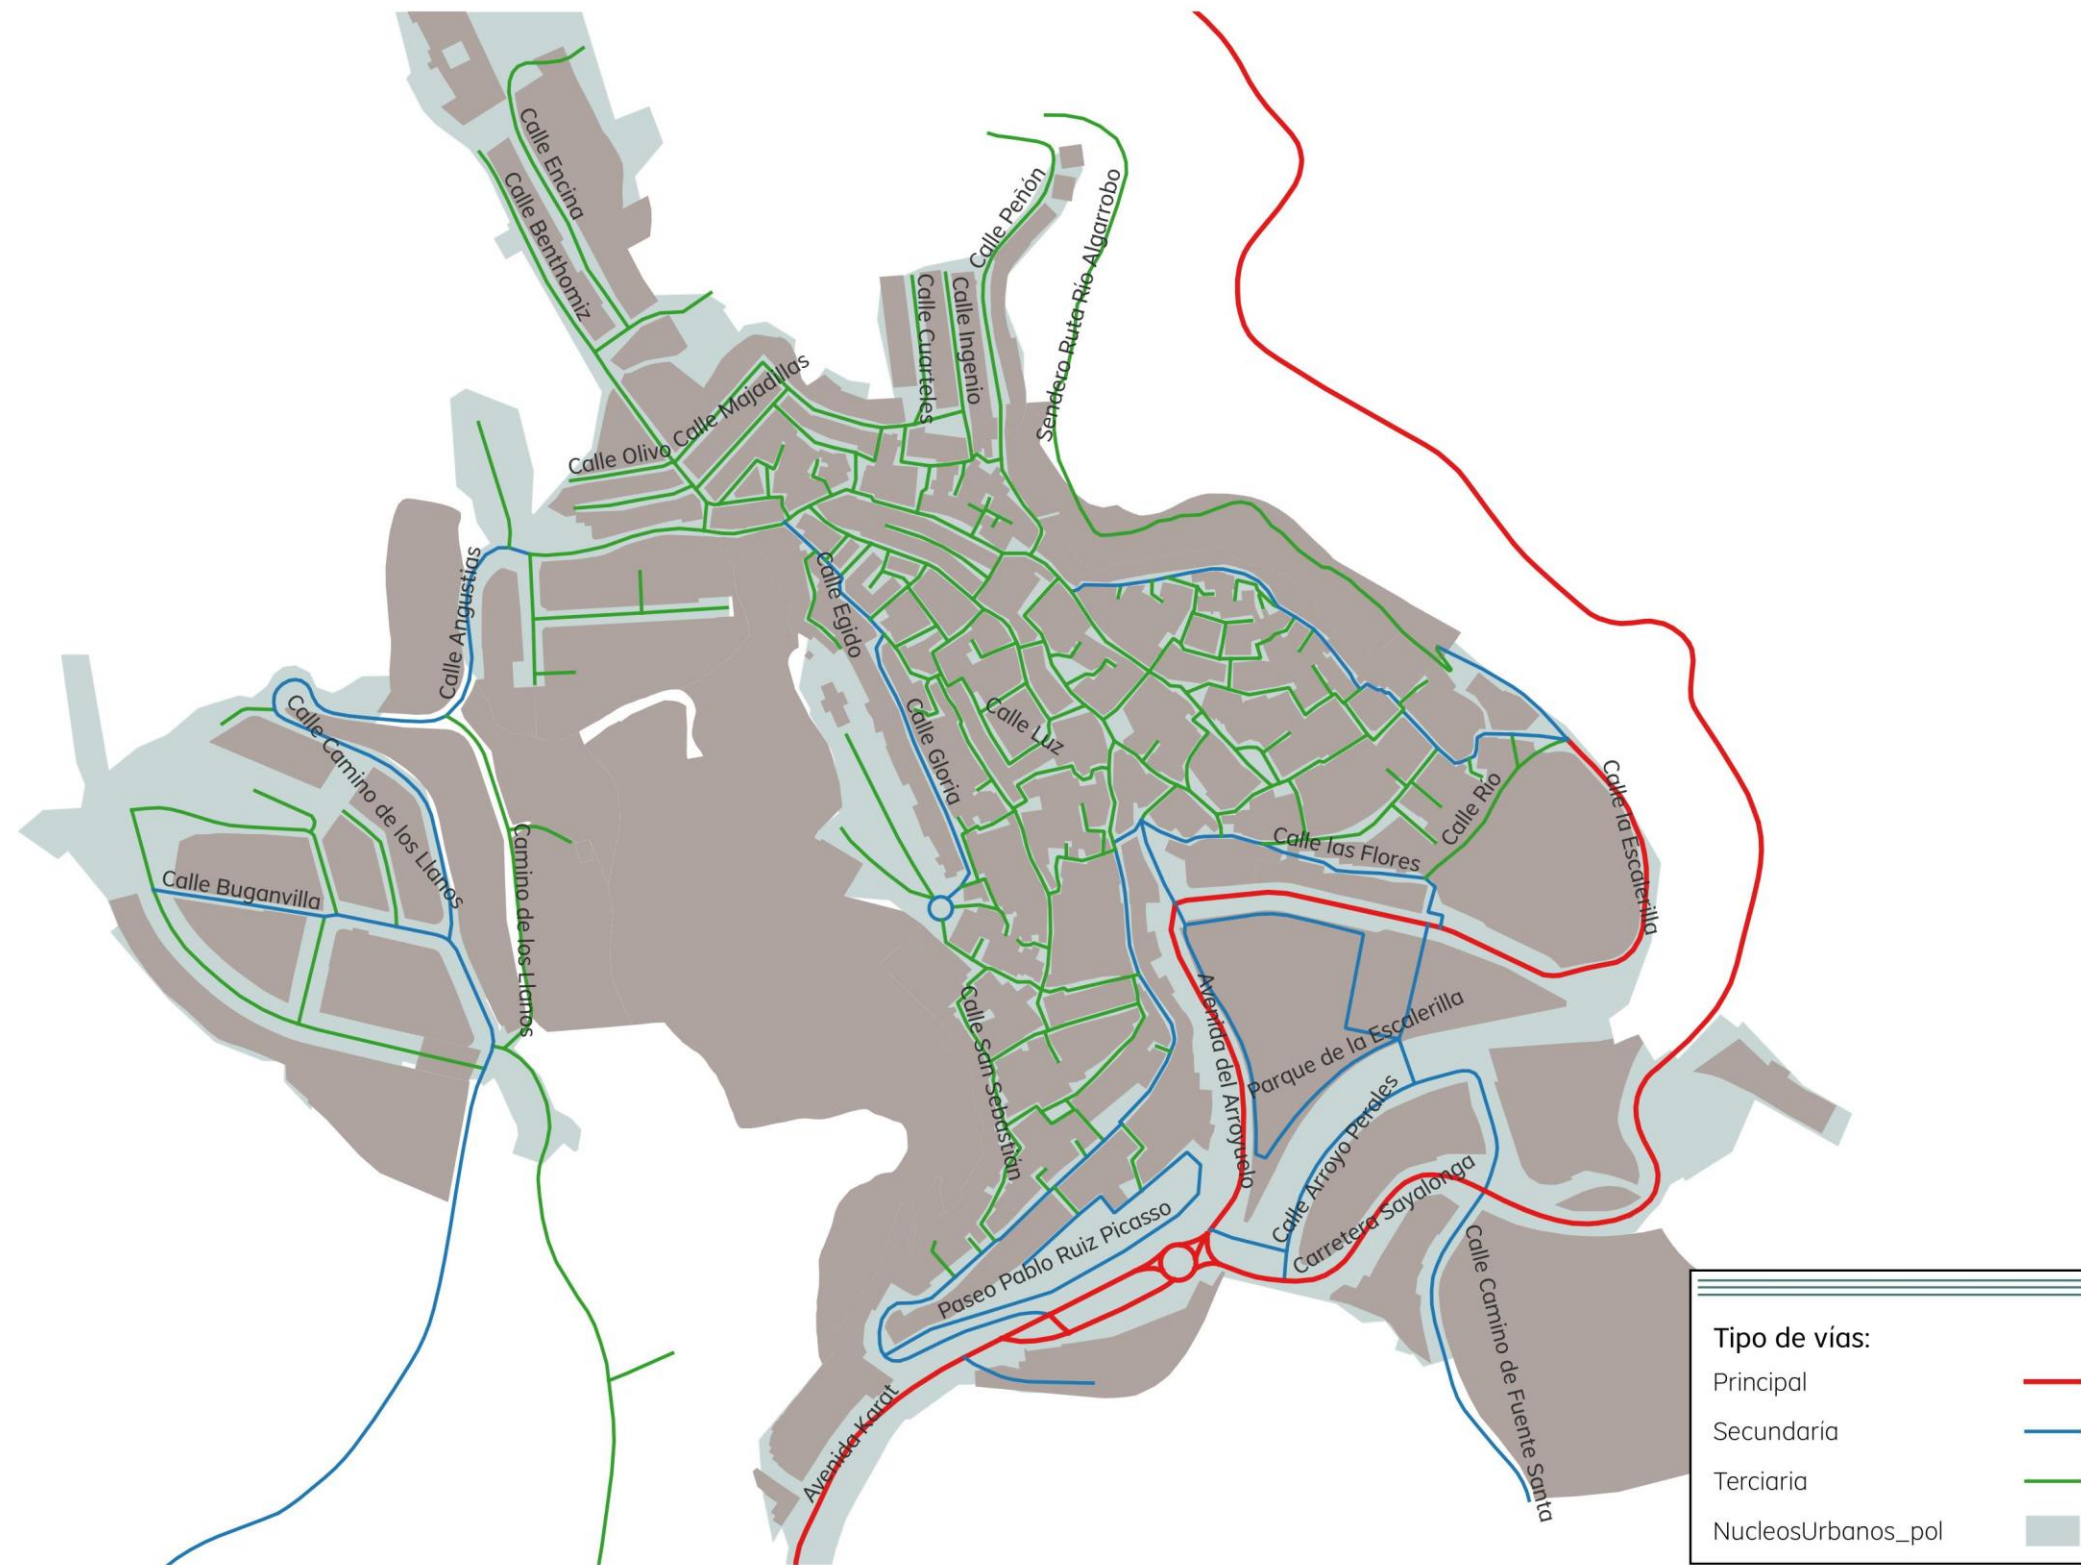 Calle Encina
Calle Benthomiz
Calle Peñón
Sendero Ruta Río Algarrobo
Calle Cuarteles
Calle Ingenio
Calle Majadillas
Calle Olivo
Calle Angustias
Calle Egido
Calle Camino de los Llanos
Calle Gloria
Calle Luz
Calle Río
Calle la Escalerilla
Calle las Flores
Camino de los Llanos
Calle Buganvilla
Avenida del Arroyuelo
Calle San Sebastián
Parque de la Escalerilla
Calle Arroyo Perales
Carretera Sayalonga
Paseo Pablo Ruiz Picasso
Calle Camino de Fuente Santa
Avenida Karat
Tipo de vías:
Principal
Secundaría
Terciaria
NucleosUrbanos_pol